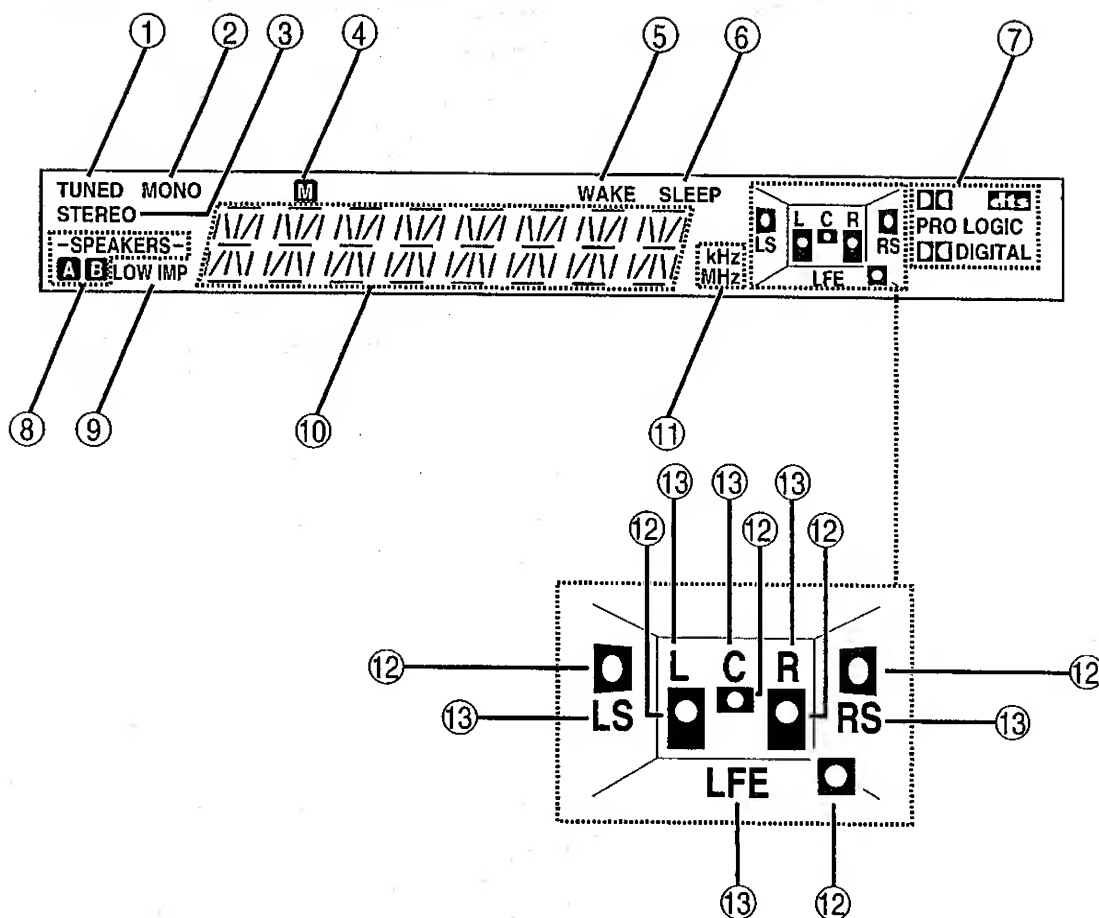 ① ② ③ ④ ⑤ ⑥ ⑦
TUNED MONO M WAKE SLEEP
STEREO
-SPEAKERS-
A B LOW IMP
kHz
MHz
L C R
LS RS
LFE
dts
PRO LOGIC
DIGITAL
⑧ ⑨ ⑩ ⑪
⑬ ⑬ ⑬
⑫ ⑫ ⑫
L C R
⑫ ⑫
⑬ LS RS ⑬
LFE
⑬ ⑫